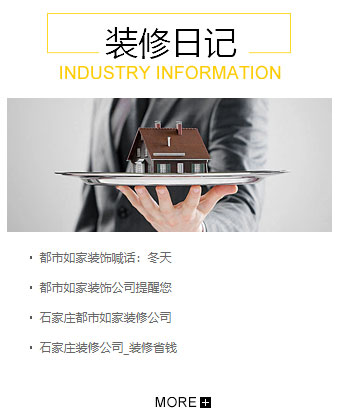 装修日记
INDUSTRY INFORMATION
都市如家装饰喊话：冬天
都市如家装饰公司提醒您
石家庄都市如家装修公司
石家庄装修公司_装修省钱
MORE